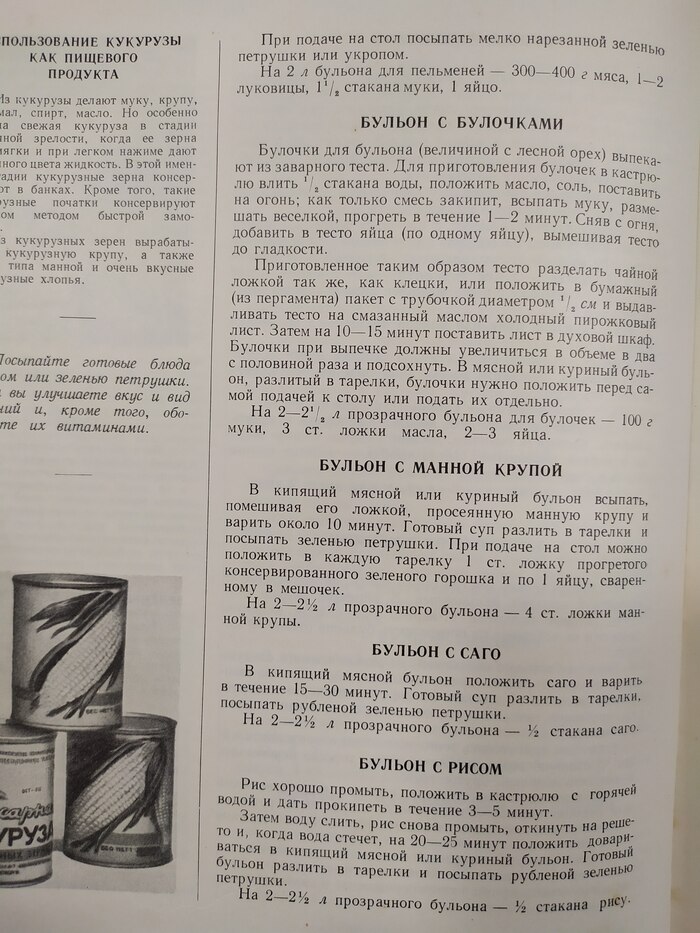 ПОЛЬЗОВАНИЕ КУКУРУЗЫ
КАК ПИЩЕВОГО
ПРОДУКТА
Из кукурузы делают муку, крупу,
мал, спирт, масло. Но особенно
на свежая кукуруза в стадии
ной зрелости, когда ее зерна
мягки и при легком нажиме дают
ного цвета жидкость. В этой имен-
тадии кукурузные зерна консер-
ют в банках. Кроме того, такие
рузные початки консервируют
ом методом быстрой замо-
з кукурузных зерен вырабаты-
кукурузную крупу, а также
типа манной и очень вкусные
узные хлопья.
Посыпайте готовые блюда
ом или зеленью петрушки.
вы улучшаете вкус и вид
ний и, кроме того, обо-
те их витаминами.
УРУЗА
При подаче на стол посыпать мелко нарезанной зеленью
петрушки или укропом.
На 2 л бульона для пельменей — 300—400 г мяса, 1—2
луковицы, 1 1/2 стакана муки, 1 яйцо.
БУЛЬОН С БУЛОЧКАМИ
Булочки для бульона (величиной с лесной орех) выпека-
ют из заварного теста. Для приготовления булочек в кастрю-
лю влить 1/2 стакана воды, положить масло, соль, поставить
на огонь; как только смесь закипит, всыпать муку, разме-
шать веселкой, прогреть в течение 1—2 минут. Сняв с огня,
добавить в тесто яйца (по одному яйцу), вымешивая тесто
до гладкости.
Приготовленное таким образом тесто разделать чайной
ложкой так же, как клецки, или положить в бумажный
(из пергамента) пакет с трубочкой диаметром 1/2 см и выдав-
ливать тесто на смазанный маслом холодный пирожковый
лист. Затем на 10—15 минут поставить лист в духовой шкаф.
Булочки при выпечке должны увеличиться в объеме в два
с половиной раза и подсохнуть. В мясной или куриный буль-
он, разлитый в тарелки, булочки нужно положить перед са-
мой подачей к столу или подать их отдельно.
На 2—2 1/2 л прозрачного бульона для булочек — 100 г
муки, 3 ст. ложки масла, 2—3 яйца.
БУЛЬОН С МАННОЙ КРУПОЙ
В кипящий мясной или куриный бульон всыпать,
помешивая его ложкой, просеянную манную крупу и
варить около 10 минут. Готовый суп разлить в тарелки и
посыпать зеленью петрушки. При подаче на стол можно
положить в каждую тарелку 1 ст. ложку прогретого
консервированного зеленого горошка и по 1 яйцу, сварен-
ному в мешочек.
На 2—2½ л прозрачного бульона — 4 ст. ложки ман-
ной крупы.
БУЛЬОН С САГО
В кипящий мясной бульон положить саго и варить
в течение 15—30 минут. Готовый суп разлить в тарелки,
посыпать рубленой зеленью петрушки.
На 2—2½ л прозрачного бульона — ½ стакана саго.
БУЛЬОН С РИСОМ
Рис хорошо промыть, положить в кастрюлю с горячей
водой и дать прокипеть в течение 3—5 минут.
Затем воду слить, рис снова промыть, откинуть на реше-
то и, когда вода стечет, на 20—25 минут положить довари-
ваться в кипящий мясной или куриный бульон. Готовый
бульон разлить в тарелки и посыпать рубленой зеленью
петрушки.
На 2—2½ л прозрачного бульона — ½ стакана рису.